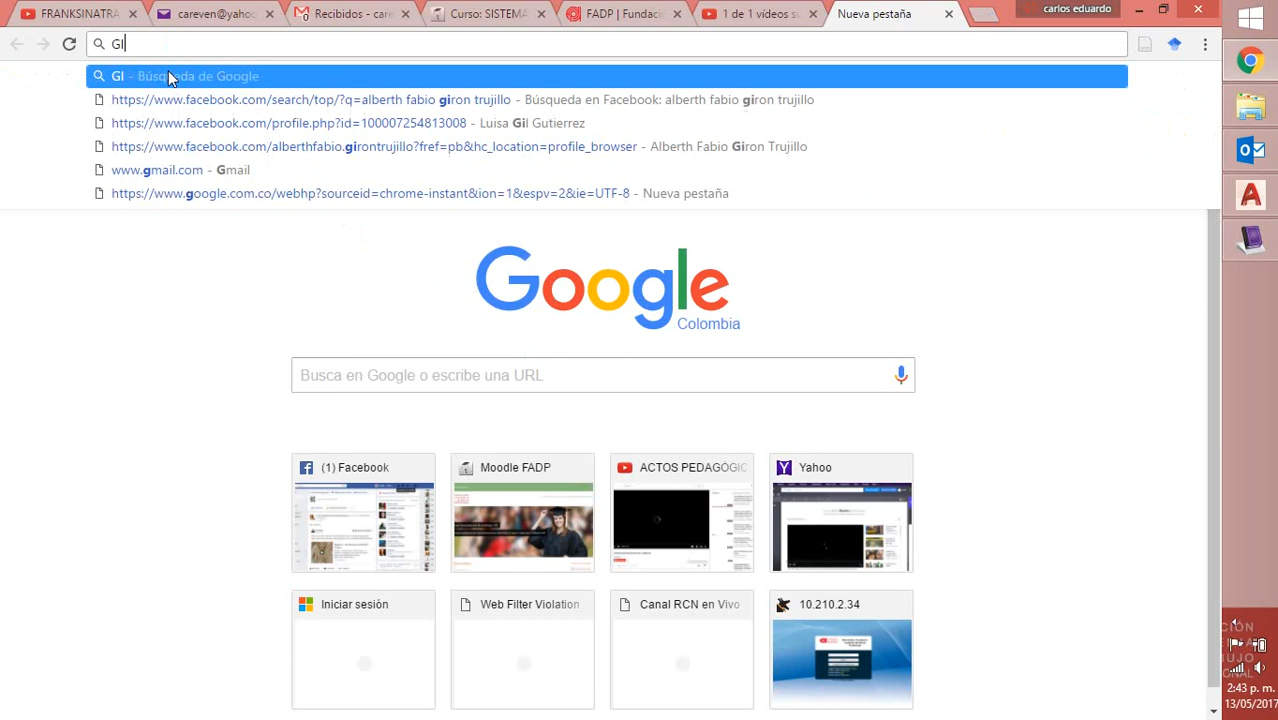 FRANKSINATRA
careven@yahoo
Recibidos - care
Curso: SISTEMA
FADP | Fundació
1 de 1 vídeos su
Nueva pestaña
carlos eduardo
GI
GI - Búsqueda de Google
https://www.facebook.com/search/top/?q=alberth fabio giron trujillo - Búsqueda en Facebook: alberth fabio giron trujillo
https://www.facebook.com/profile.php?id=100007254813008 - Luisa Gil Gutierrez
https://www.facebook.com/alberthfabio.girontrujillo?fref=pb&hc_location=profile_browser - Alberth Fabio Giron Trujillo
www.gmail.com - Gmail
https://www.google.com.co/webhp?sourceid=chrome-instant&ion=1&espv=2&ie=UTF-8 - Nueva pestaña
Google
Colombia
Busca en Google o escribe una URL
(1) Facebook
Moodle FADP
ACTOS PEDAGÓGIC
Yahoo
Iniciar sesión
Web Filter Violation
Canal RCN en Vivo
10.210.2.34
2:43 p. m.
13/05/2017